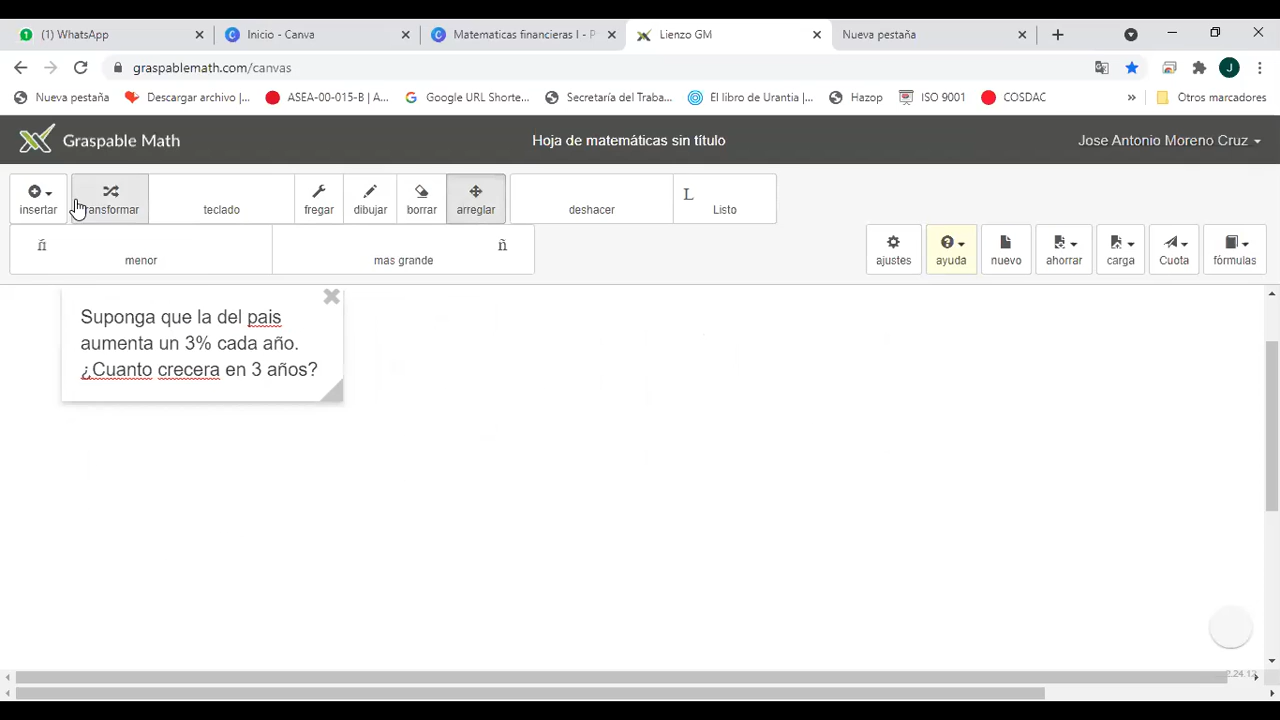 (1) WhatsApp
Inicio - Canva
Matematicas financieras I - P
Lienzo GM
Nueva pestaña
graspablemath.com/canvas
J
Nueva pestaña
Descargar archivo |...
ASEA-00-015-B | A...
Google URL Shorte...
Secretaría del Traba...
El libro de Urantia |...
Hazop
ISO 9001
COSDAC
»
Otros marcadores
Graspable Math
Hoja de matemáticas sin título
Jose Antonio Moreno Cruz
insertar
transformar
teclado
fregar
dibujar
borrar
arreglar
deshacer
L
Listo
ń
menor
mas grande
ñ
ajustes
ayuda
nuevo
ahorrar
carga
Cuota
fórmulas
Suponga que la del pais
aumenta un 3% cada año.
¿Cuanto crecera en 3 años?